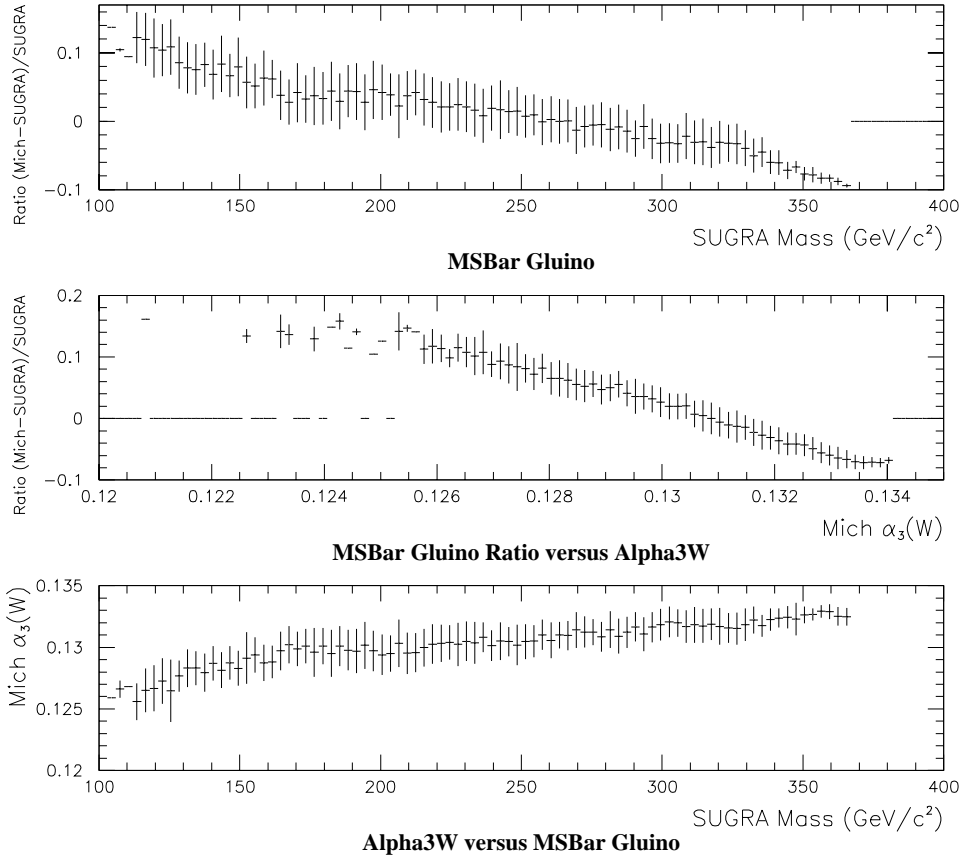 Ratio (Mich-SUGRA)/SUGRA
0.1
0
-0.1
100 150 200 250 300 350 400
SUGRA Mass (GeV/c²)
MSBar Gluino
Ratio (Mich-SUGRA)/SUGRA
0.2
0.1
0
-0.1
0.12 0.122 0.124 0.126 0.128 0.13 0.132 0.134
Mich α₃(W)
MSBar Gluino Ratio versus Alpha3W
Mich α₃(W)
0.135
0.13
0.125
0.12
100 150 200 250 300 350 400
SUGRA Mass (GeV/c²)
Alpha3W versus MSBar Gluino